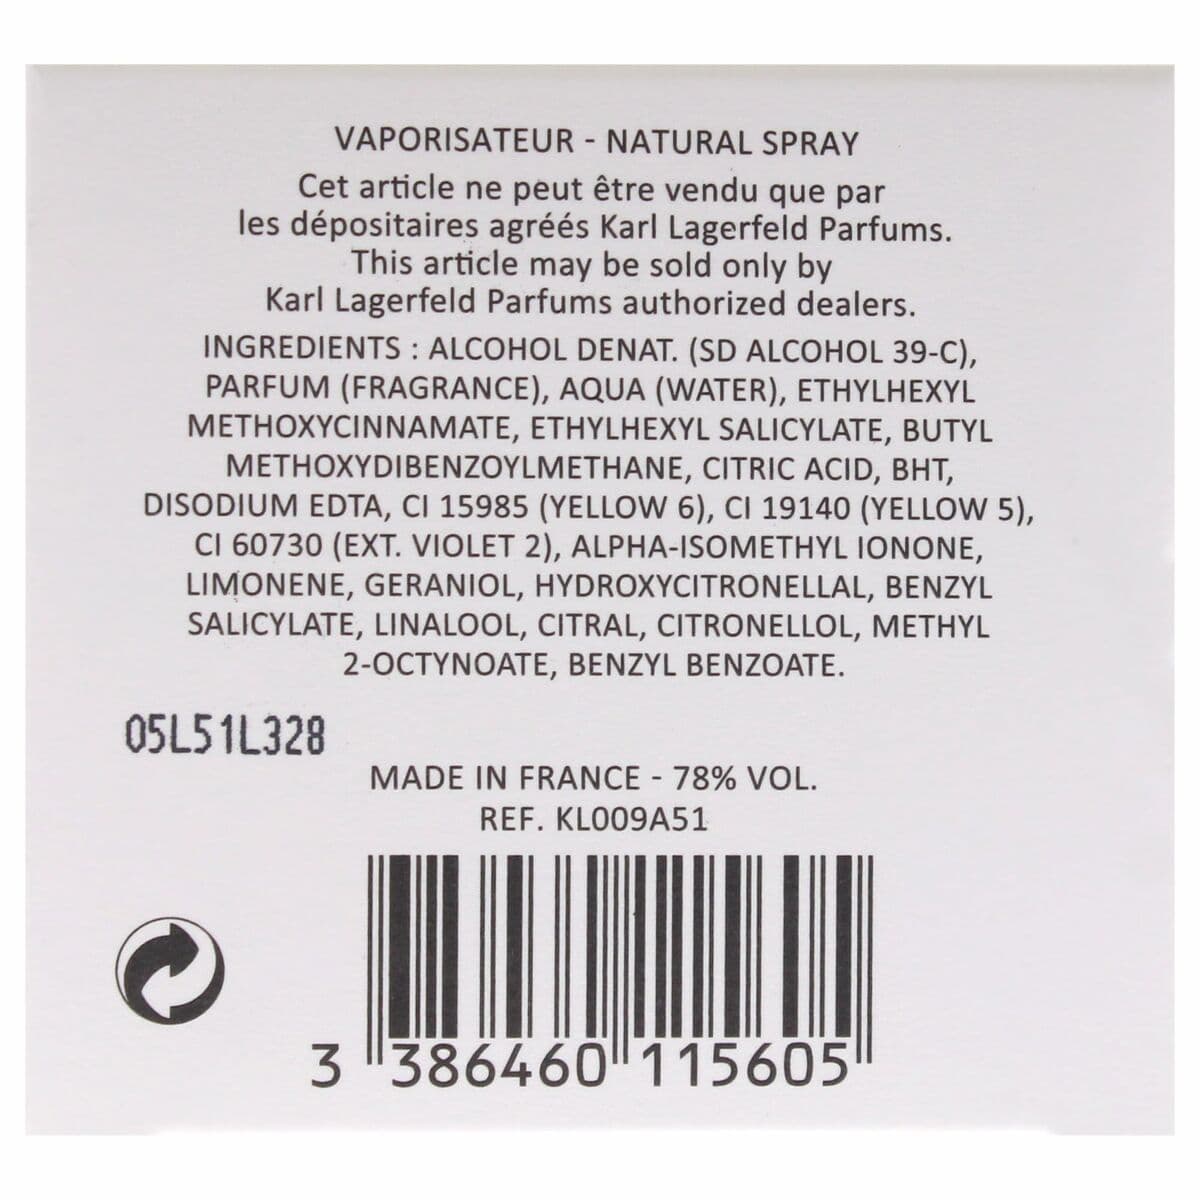 VAPORISATEUR - NATURAL SPRAY
Cet article ne peut être vendu que par
les dépositaires agréés Karl Lagerfeld Parfums.
This article may be sold only by
Karl Lagerfeld Parfums authorized dealers.
INGREDIENTS : ALCOHOL DENAT. (SD ALCOHOL 39-C),
PARFUM (FRAGRANCE), AQUA (WATER), ETHYLHEXYL
METHOXYCINNAMATE, ETHYLHEXYL SALICYLATE, BUTYL
METHOXYDIBENZOYLMETHANE, CITRIC ACID, BHT,
DISODIUM EDTA, CI 15985 (YELLOW 6), CI 19140 (YELLOW 5),
CI 60730 (EXT. VIOLET 2), ALPHA-ISOMETHYL IONONE,
LIMONENE, GERANIOL, HYDROXYCITRONELLAL, BENZYL
SALICYLATE, LINALOOL, CITRAL, CITRONELLOL, METHYL
2-OCTYNOATE, BENZYL BENZOATE.
05L51L328
MADE IN FRANCE - 78% VOL.
REF. KL009A51
3 386460 115605